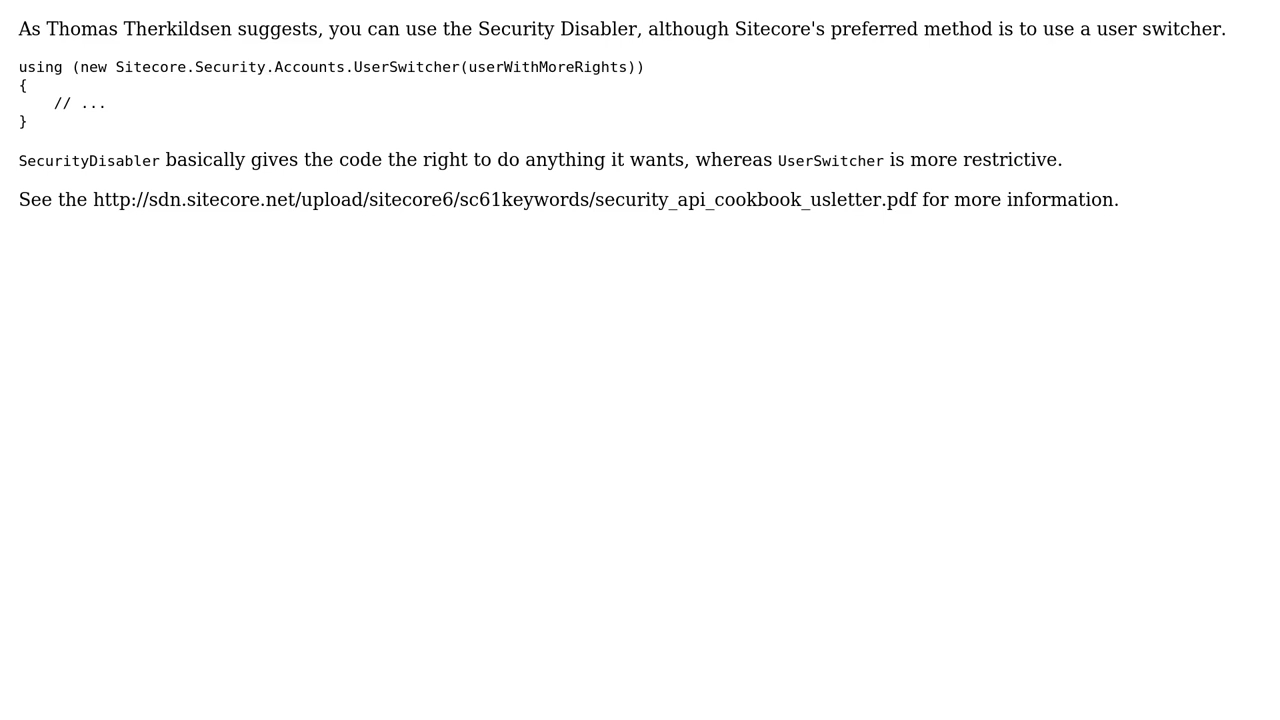 As Thomas Therkildsen suggests, you can use the Security Disabler, although Sitecore's preferred method is to use a user switcher.
using (new Sitecore.Security.Accounts.UserSwitcher(userWithMoreRights))
{
    // ...
}
SecurityDisabler basically gives the code the right to do anything it wants, whereas UserSwitcher is more restrictive.
See the http://sdn.sitecore.net/upload/sitecore6/sc61keywords/security_api_cookbook_usletter.pdf for more information.